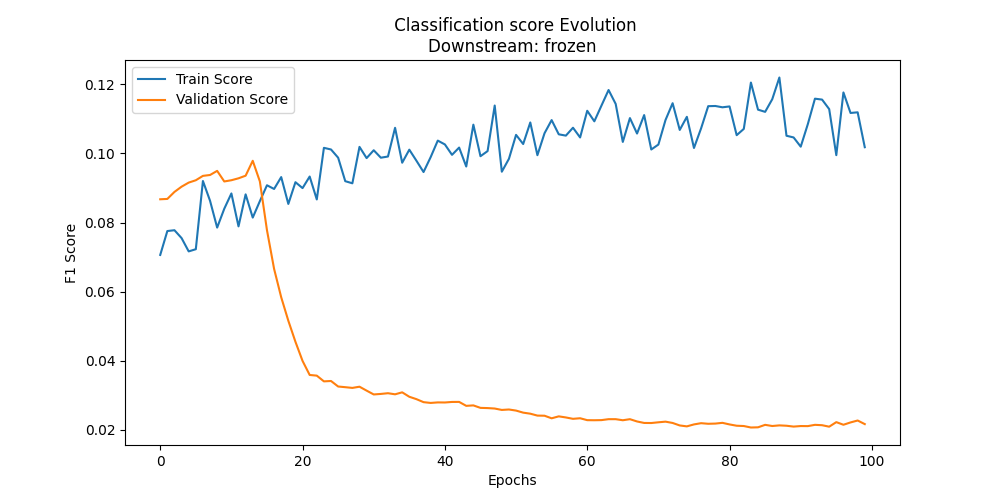 Classification score Evolution
Downstream: frozen
Train Score
Validation Score
F1 Score
0.12
0.10
0.08
0.06
0.04
0.02
0 20 40 60 80 100
Epochs